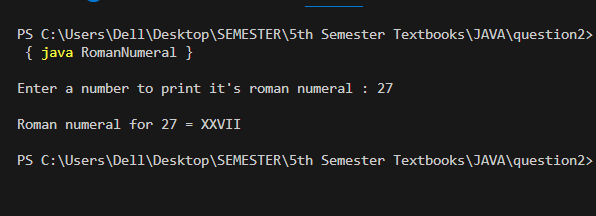 PS C:\Users\Dell\Desktop\SEMESTER\5th Semester Textbooks\JAVA\question2>
{ java RomanNumeral }
Enter a number to print it's roman numeral : 27
Roman numeral for 27 = XXVII
PS C:\Users\Dell\Desktop\SEMESTER\5th Semester Textbooks\JAVA\question2>